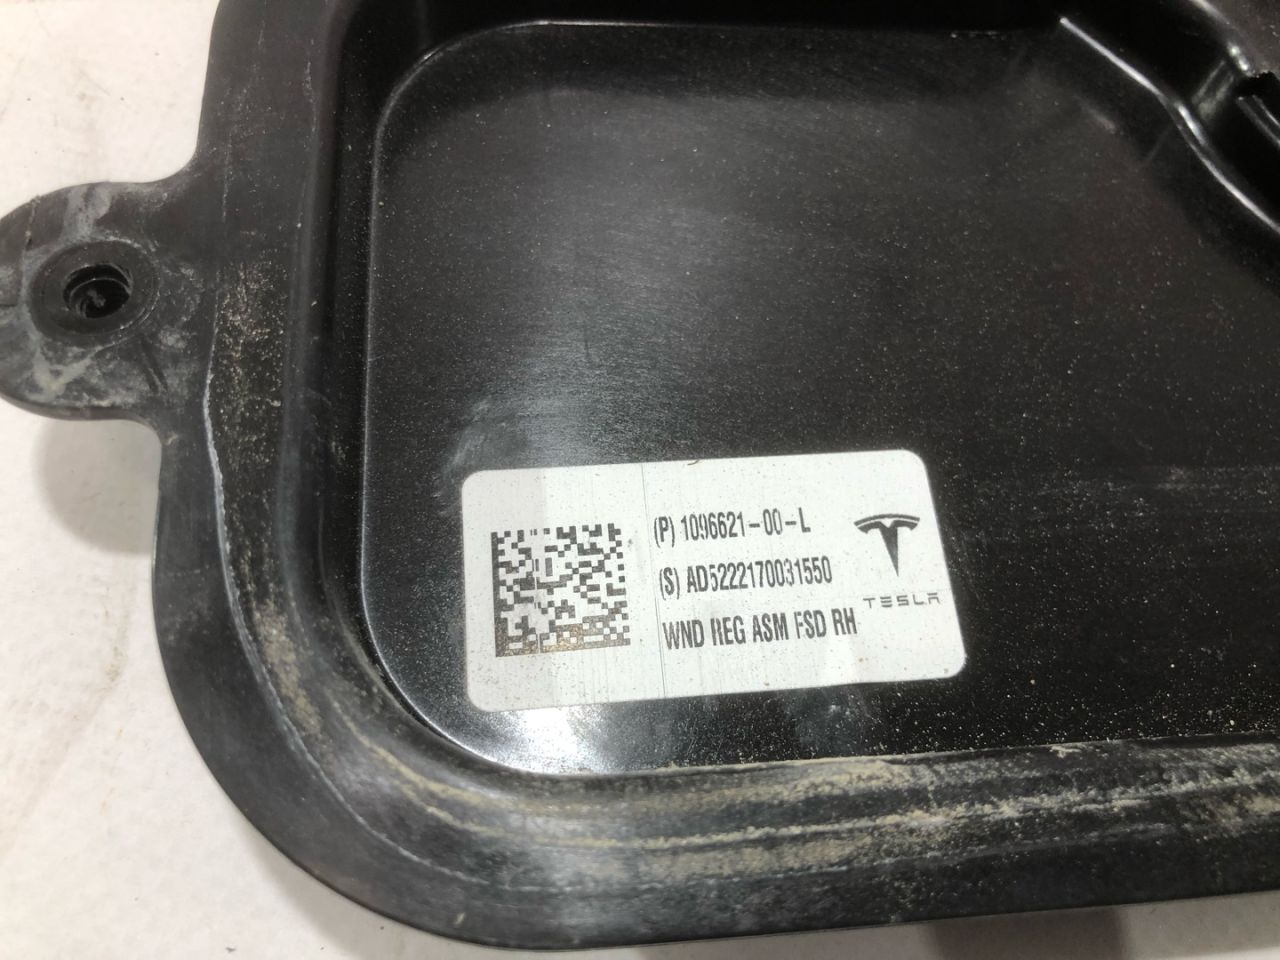 (P) 1096621-00-L
(S) AD5222170031550
TESLA
WND REG ASM FSD RH